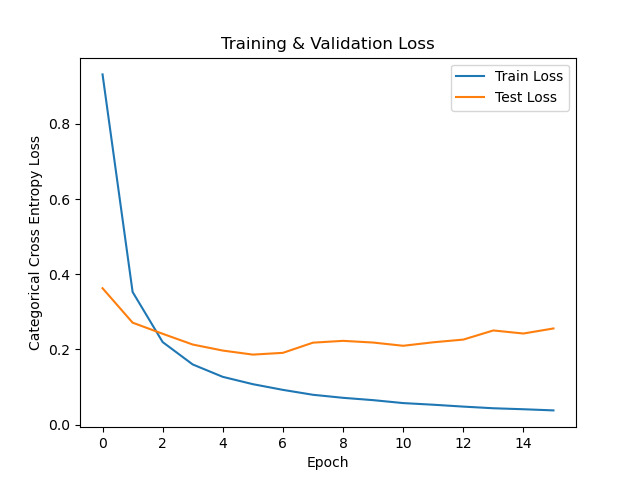 Training & Validation Loss
Train Loss
Test Loss
Categorical Cross Entropy Loss
0.8
0.6
0.4
0.2
0.0
0 2 4 6 8 10 12 14
Epoch